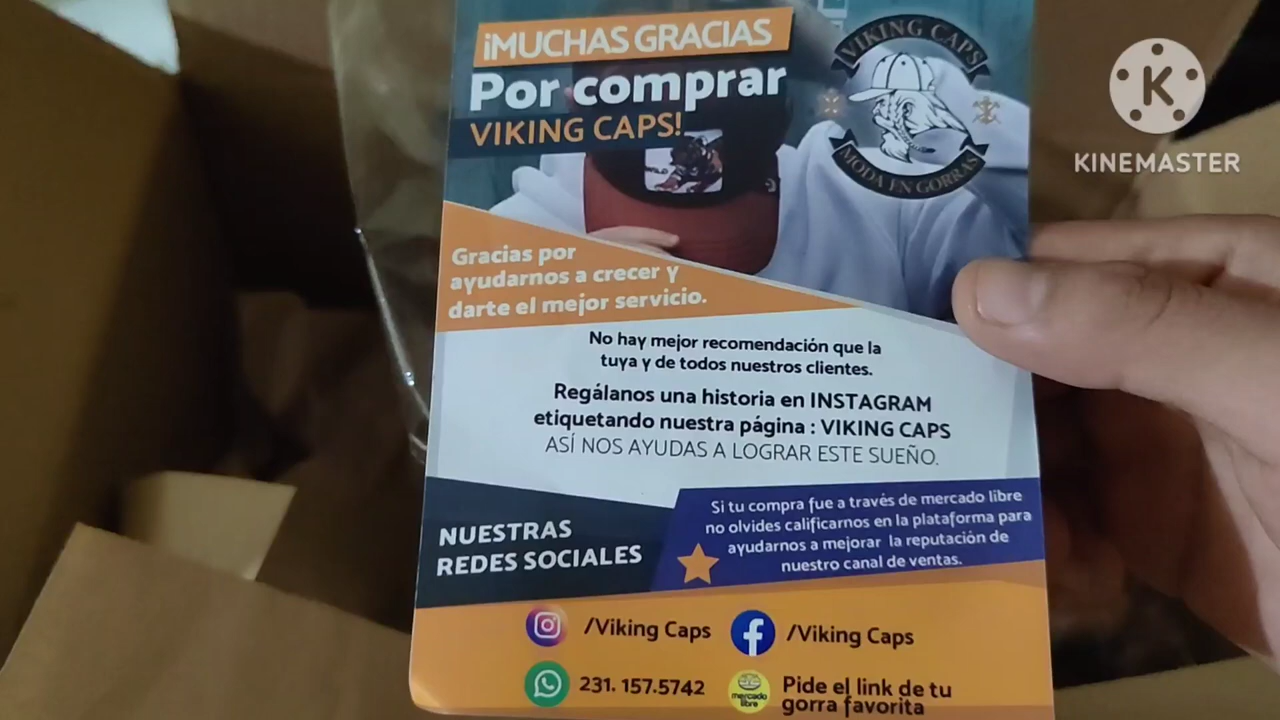 ¡MUCHAS GRACIAS
Por comprar
VIKING CAPS!
VIKING CAPS
MODA EN GORRAS
K
KINEMASTER
Gracias por
ayudarnos a crecer y
darte el mejor servicio.
No hay mejor recomendación que la
tuya y de todos nuestros clientes.
Regálanos una historia en INSTAGRAM
etiquetando nuestra página : VIKING CAPS
ASÍ NOS AYUDAS A LOGRAR ESTE SUEÑO.
NUESTRAS
REDES SOCIALES
Si tu compra fue a través de mercado libre
no olvides calificarnos en la plataforma para
ayudarnos a mejorar la reputación de
nuestro canal de ventas.
/Viking Caps
/Viking Caps
231. 157.5742
mercado
libre
Pide el link de tu
gorra favorita